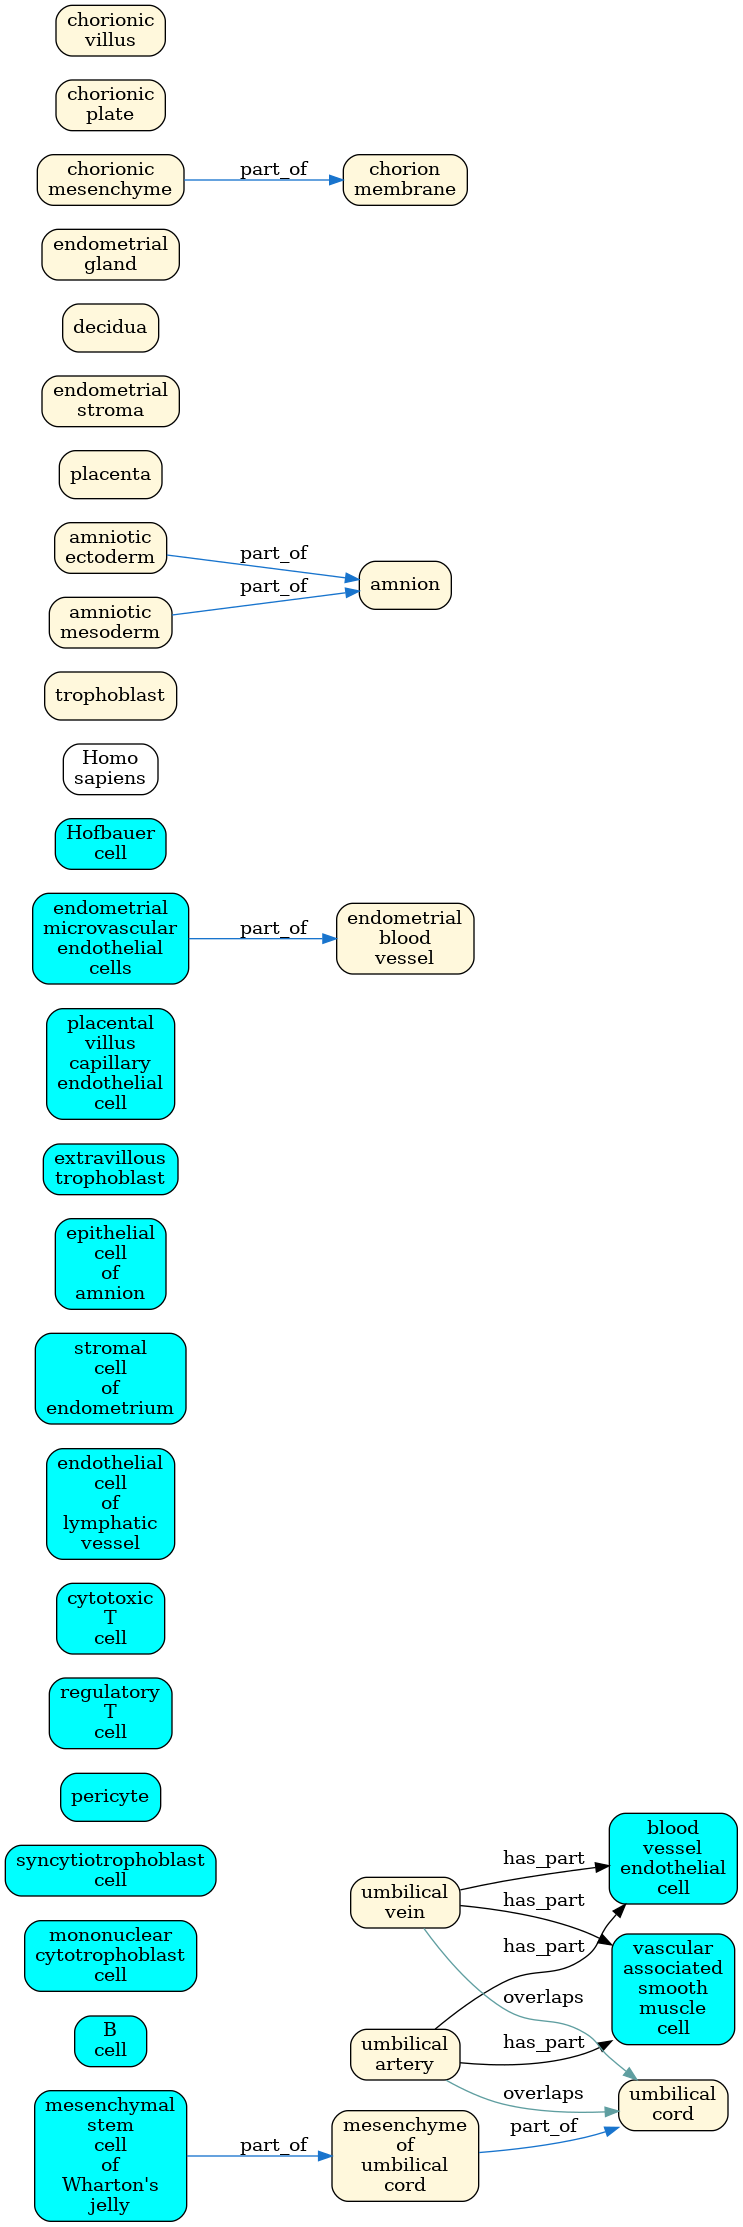 chorionic
villus
chorionic
plate
chorionic
mesenchyme
part_of
chorion
membrane
endometrial
gland
decidua
endometrial
stroma
placenta
amniotic
ectoderm
part_of
amniotic
mesoderm
part_of
amnion
trophoblast
Homo
sapiens
Hofbauer
cell
endometrial
microvascular
endothelial
cells
part_of
endometrial
blood
vessel
placental
villus
capillary
endothelial
cell
extravillous
trophoblast
epithelial
cell
of
amnion
stromal
cell
of
endometrium
endothelial
cell
of
lymphatic
vessel
cytotoxic
T
cell
regulatory
T
cell
pericyte
syncytiotrophoblast
cell
mononuclear
cytotrophoblast
cell
B
cell
umbilical
vein
has_part
has_part
has_part
overlaps
blood
vessel
endothelial
cell
vascular
associated
smooth
muscle
cell
umbilical
artery
has_part
overlaps
umbilical
cord
mesenchymal
stem
cell
of
Wharton's
jelly
part_of
mesenchyme
of
umbilical
cord
part_of